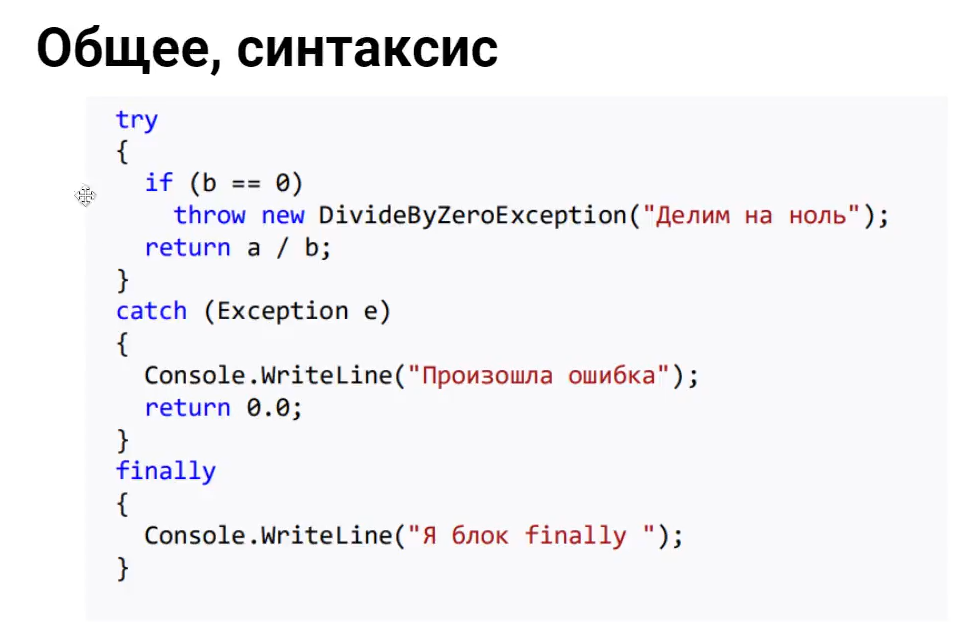 Общее, синтаксис
try
{
if (b == 0)
throw new DivideByZeroException("Делим на ноль");
return a / b;
}
catch (Exception e)
{
Console.WriteLine("Произошла ошибка");
return 0.0;
}
finally
{
Console.WriteLine("Я блок finally ");
}